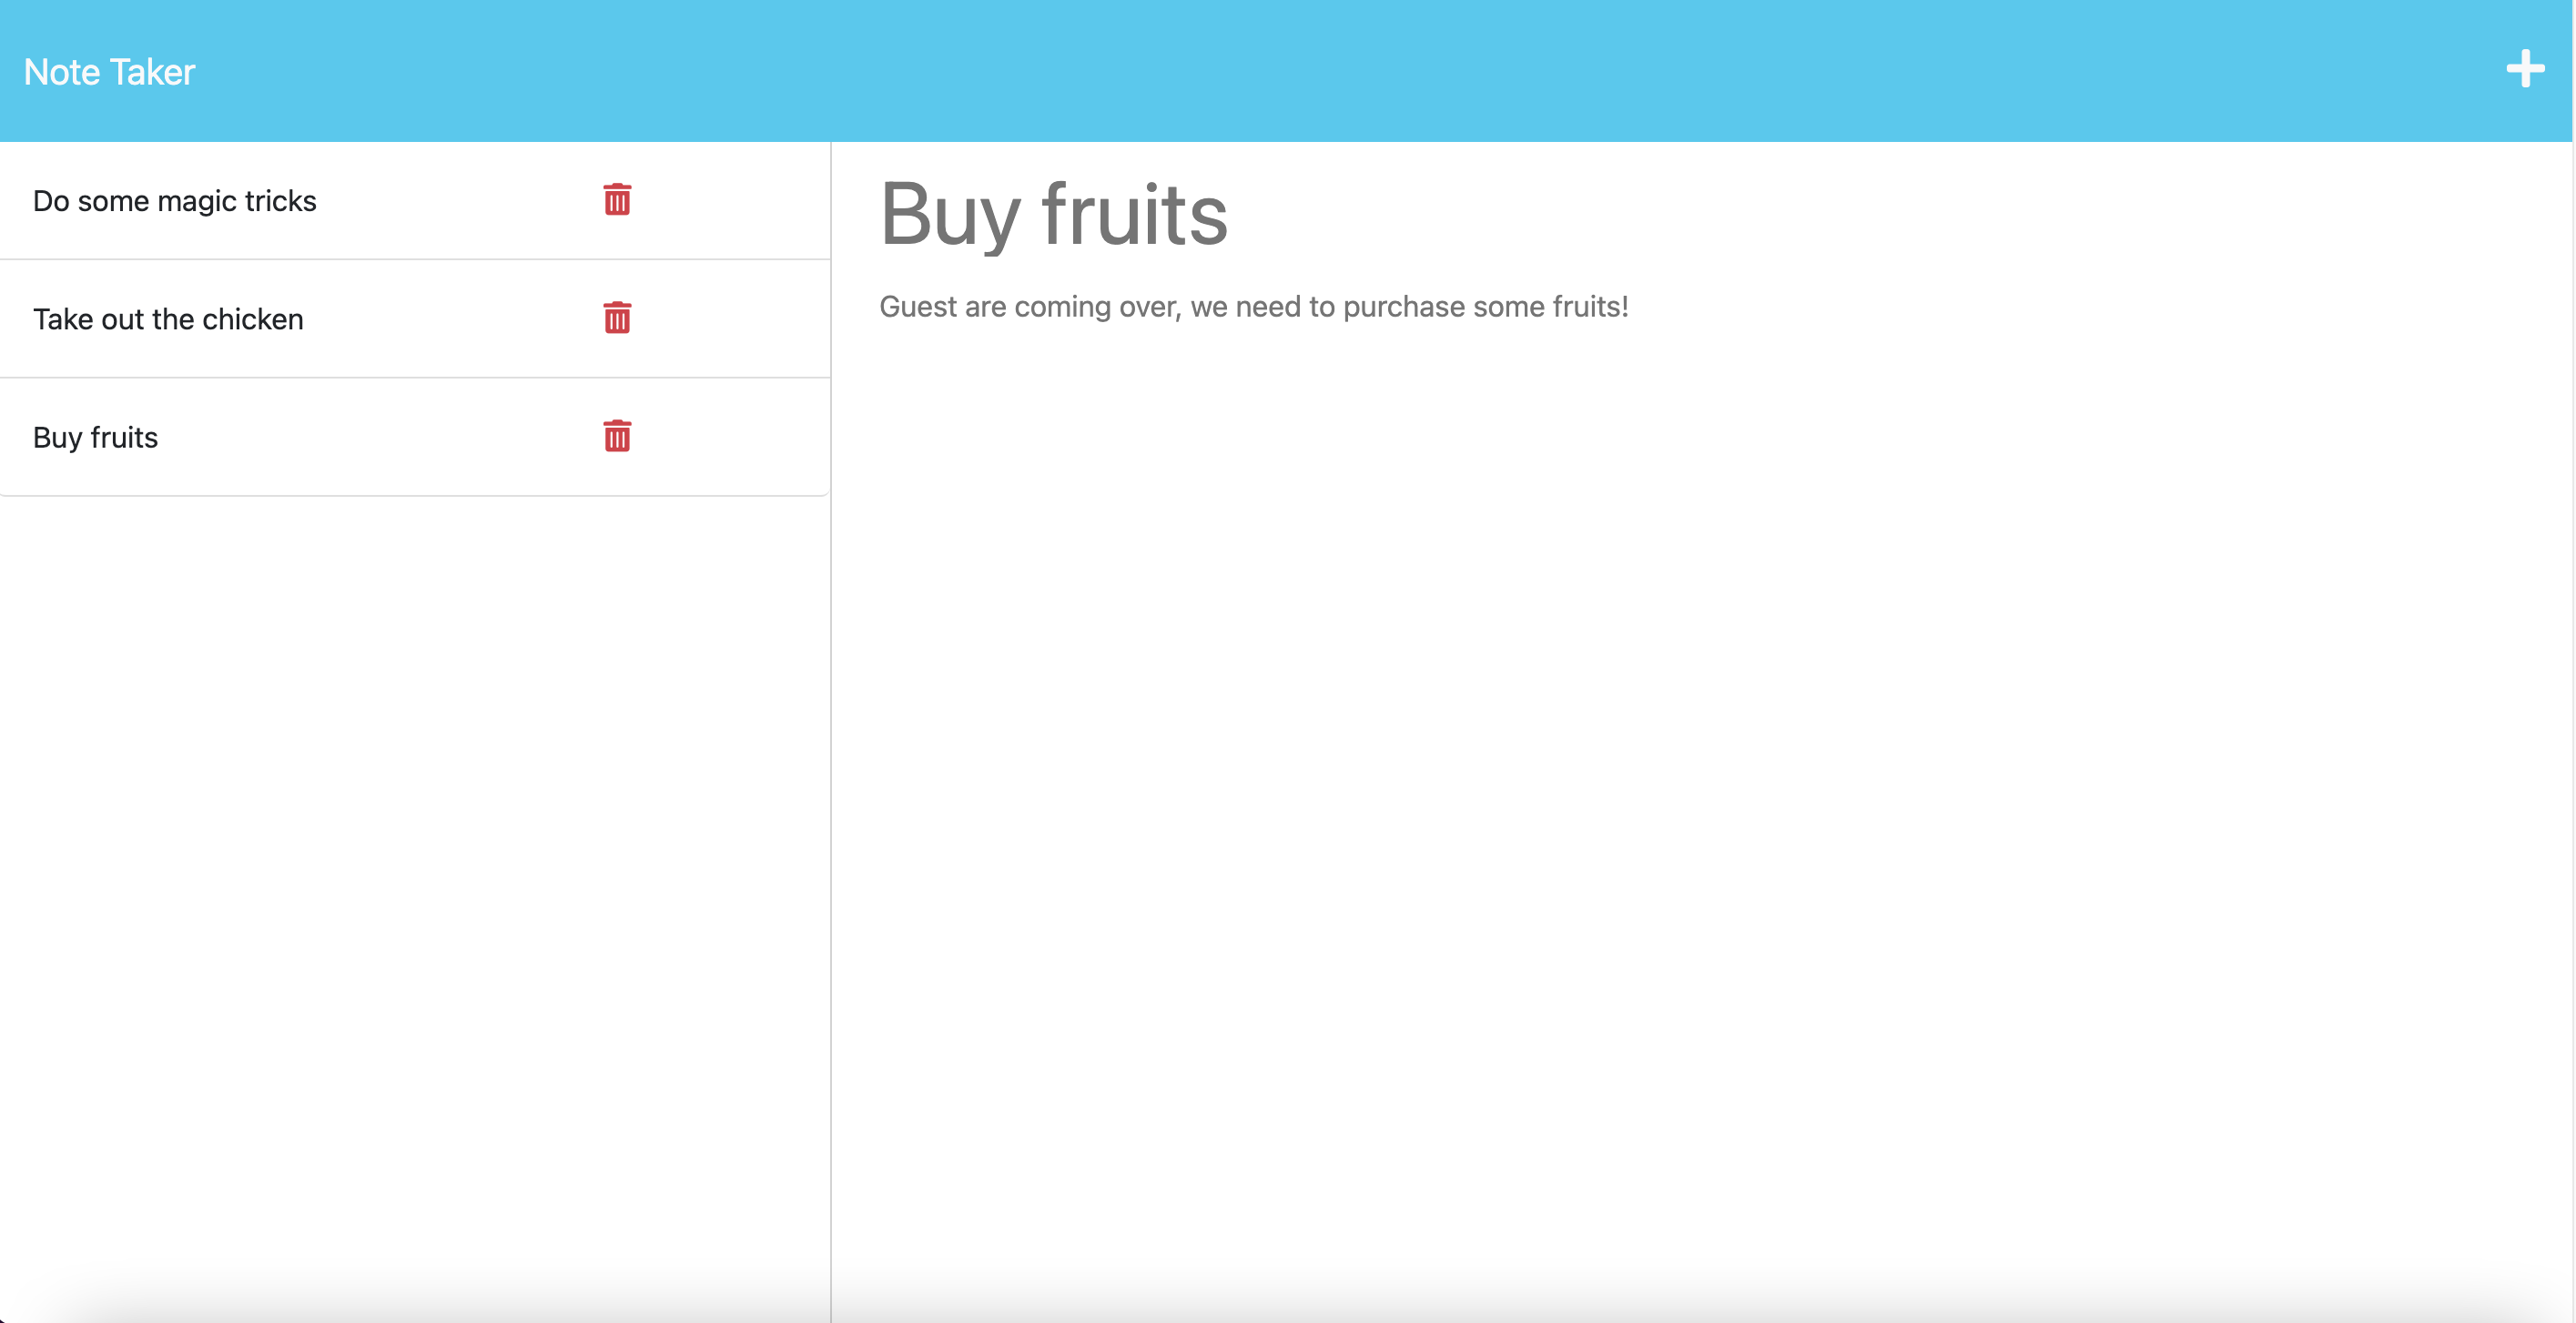 Note Taker
Do some magic tricks
Take out the chicken
Buy fruits
Buy fruits
Guest are coming over, we need to purchase some fruits!